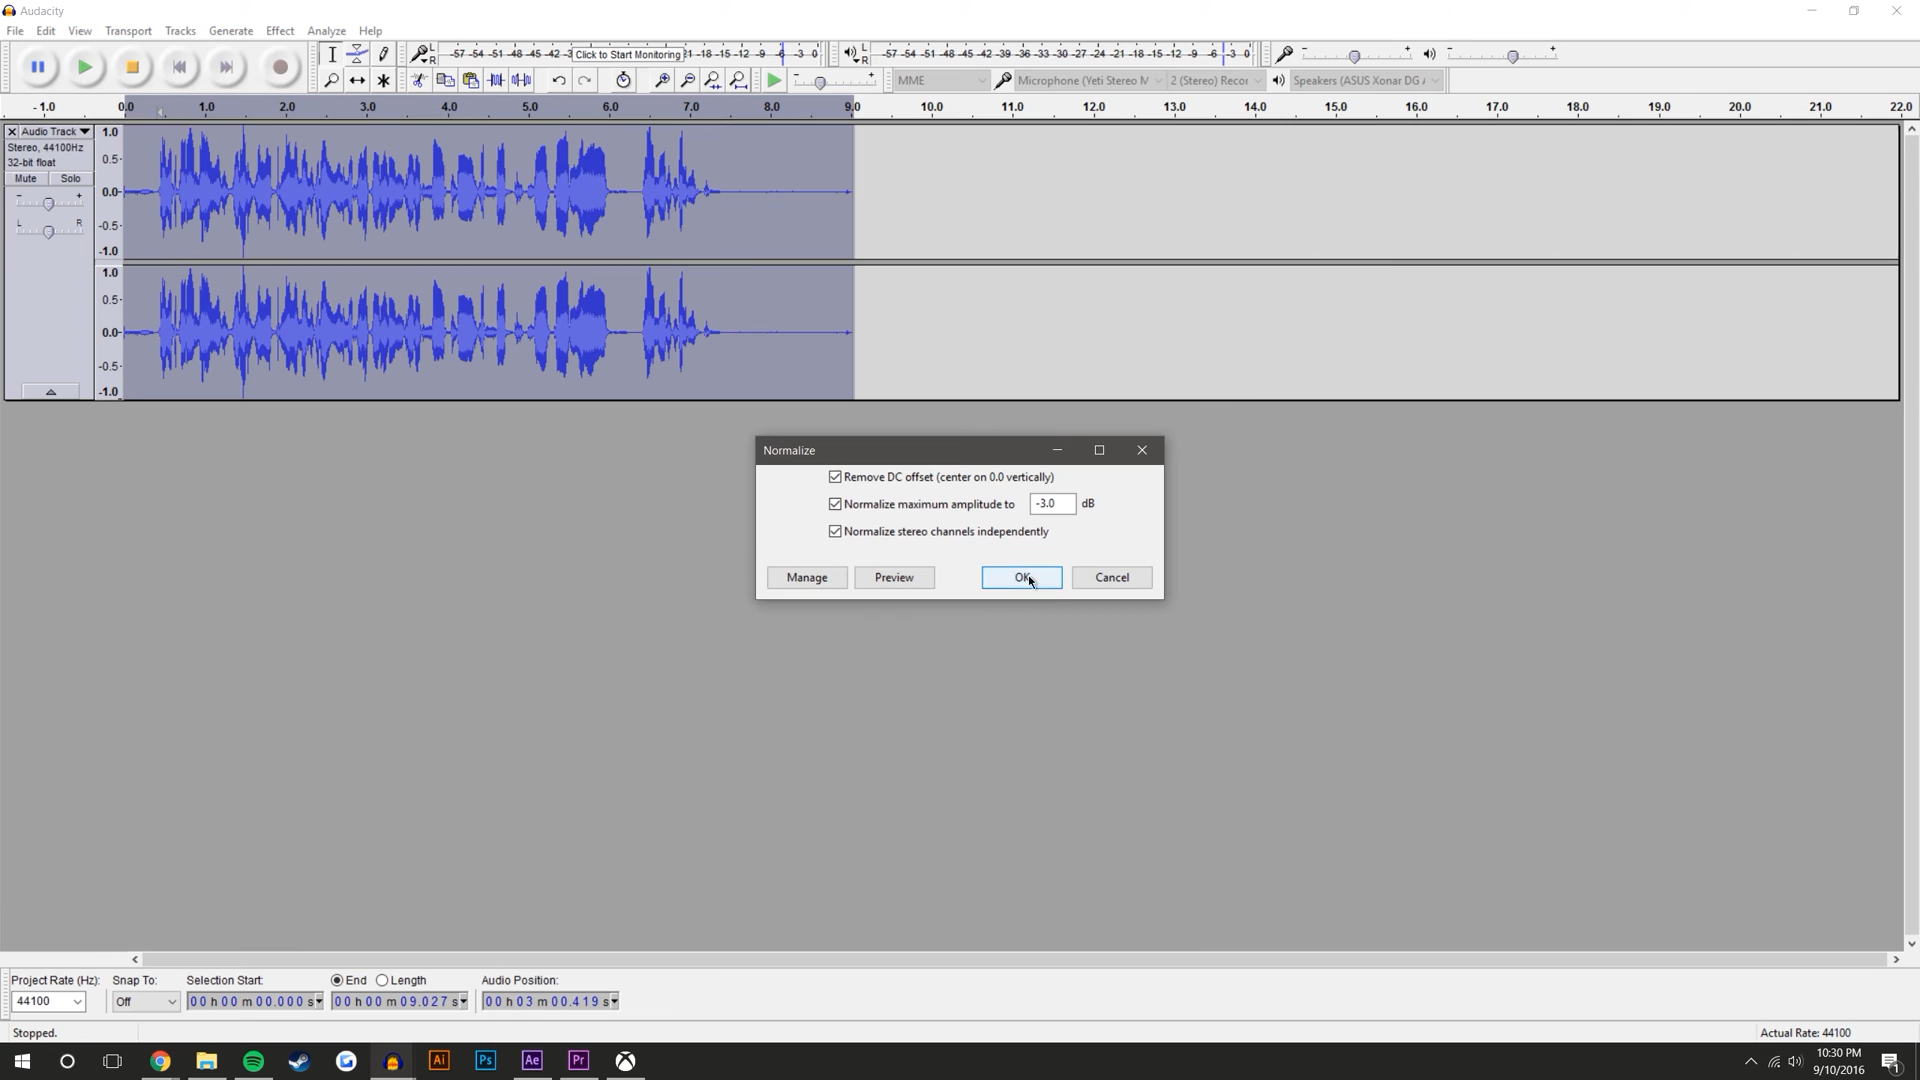 Audacity
File Edit View Transport Tracks Generate Effect Analyze Help
L R -57 -54 -51 -48 -45 -42 -3 Click to Start Monitoring 21 -18 -15 -12 -9 -6 -3 0 L R -57 -54 -51 -48 -45 -42 -39 -36 -33 -30 -27 -24 -21 -18 -15 -12 -9 -6 -3 0 - + - +
- + MME Microphone (Yeti Stereo M 2 (Stereo) Recor Speakers (ASUS Xonar DG /
-1.0 0.0 1.0 2.0 3.0 4.0 5.0 6.0 7.0 8.0 9.0 10.0 11.0 12.0 13.0 14.0 15.0 16.0 17.0 18.0 19.0 20.0 21.0 22.0
Audio Track 1.0
Stereo, 44100Hz
32-bit float 0.5
Mute Solo
- + 0.0
L R -0.5
-1.0
1.0
0.5
0.0
-0.5
-1.0
Normalize
Remove DC offset (center on 0.0 vertically)
Normalize maximum amplitude to -3.0 dB
Normalize stereo channels independently
Manage Preview OK Cancel
Project Rate (Hz): Snap To: Selection Start: End Length Audio Position:
44100 Off 00 h 00 m 00.000 s 00 h 00 m 09.027 s 00 h 03 m 00.419 s
Stopped. Actual Rate: 44100
Ai Ps Ae Pr 10:30 PM
9/10/2016 1